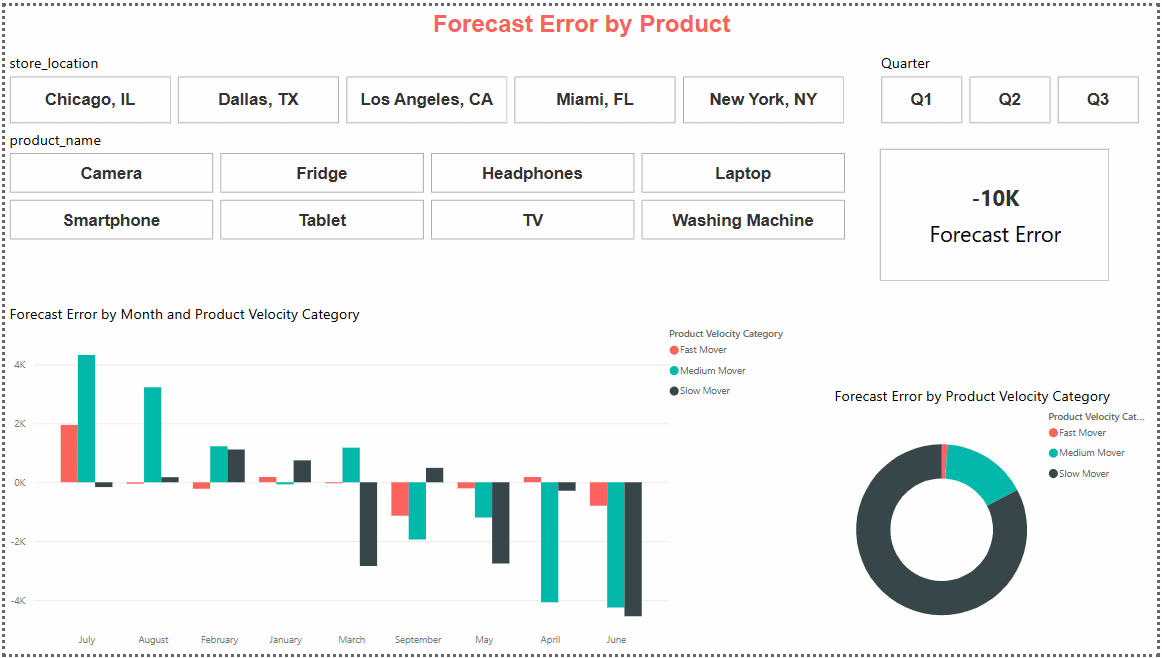 Forecast Error by Product
store_location
Chicago, IL
Dallas, TX
Los Angeles, CA
Miami, FL
New York, NY
Quarter
Q1
Q2
Q3
product_name
Camera
Fridge
Headphones
Laptop
Smartphone
Tablet
TV
Washing Machine
-10K
Forecast Error
Forecast Error by Month and Product Velocity Category
Product Velocity Category
Fast Mover
Medium Mover
Slow Mover
4K
2K
0K
-2K
-4K
July
August
February
January
March
September
May
April
June
Forecast Error by Product Velocity Category
Product Velocity Cat...
Fast Mover
Medium Mover
Slow Mover